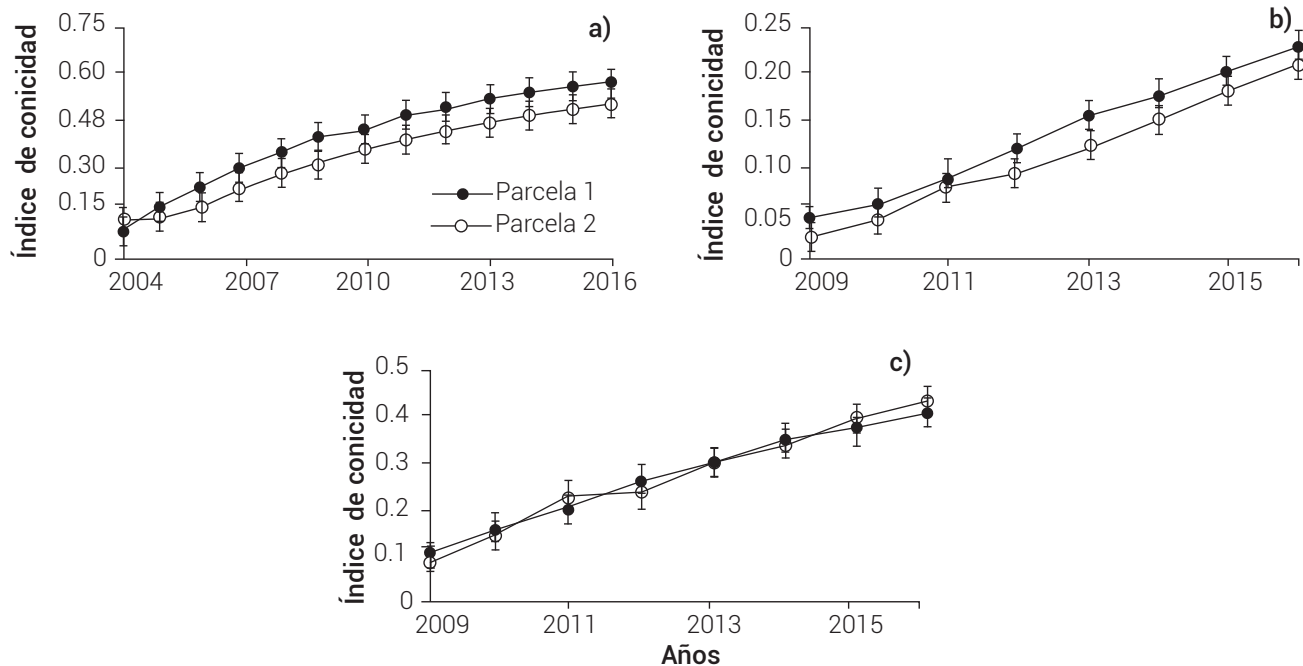 a)
Índice de conicidad
0.75
0.60
0.48
0.30
0.15
0
2004 2007 2010 2013 2016
Parcela 1
Parcela 2
b)
Índice de conicidad
0.25
0.20
0.15
0.10
0.05
0
2009 2011 2013 2015
c)
Índice de conicidad
0.5
0.4
0.3
0.2
0.1
0
2009 2011 2013 2015
Años